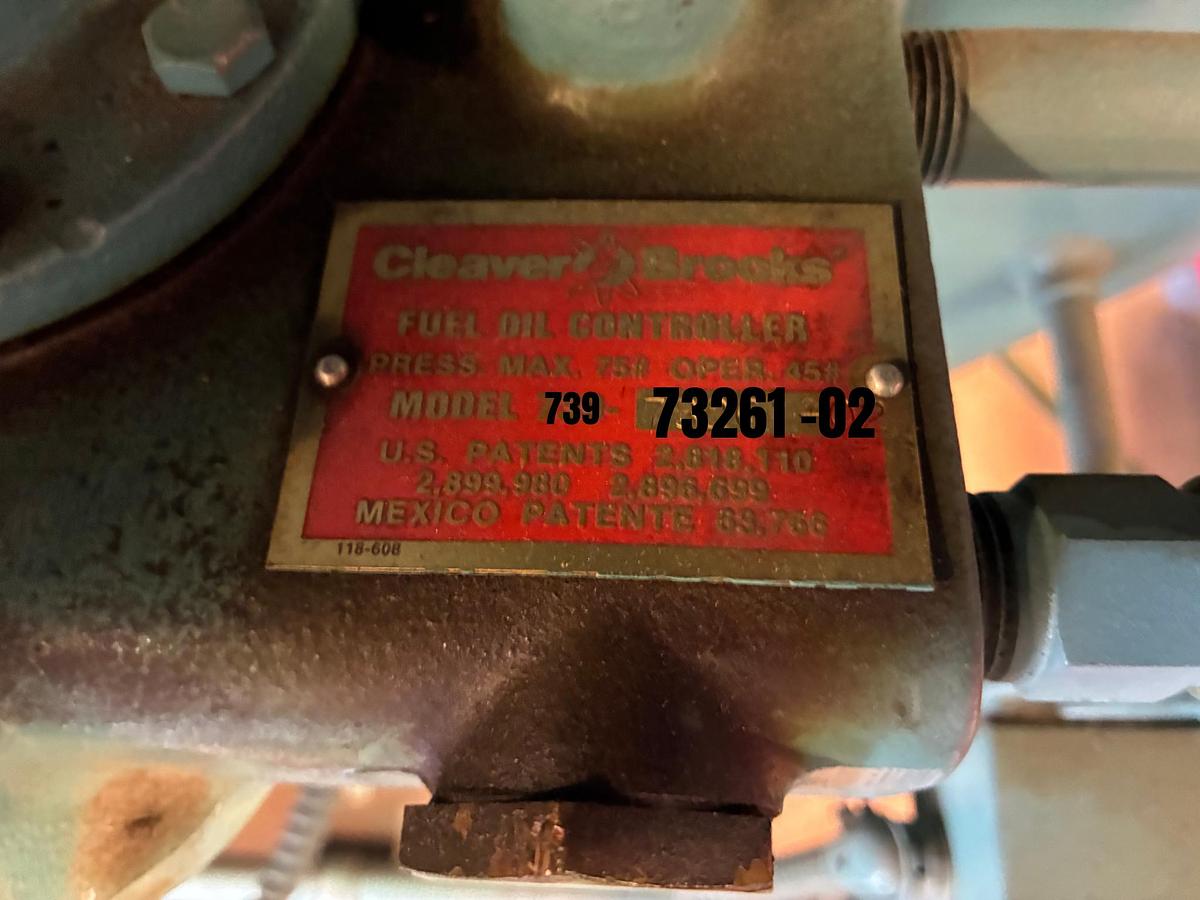 Cleaver Brooks
FUEL OIL CONTROLLER
PRESS. MAX. 75# OPER. 45#
MODEL 739- 73261-02
U.S. PATENTS 2,818,110
2,899,980 2,896,699
MEXICO PATENTE 63,766
118-608